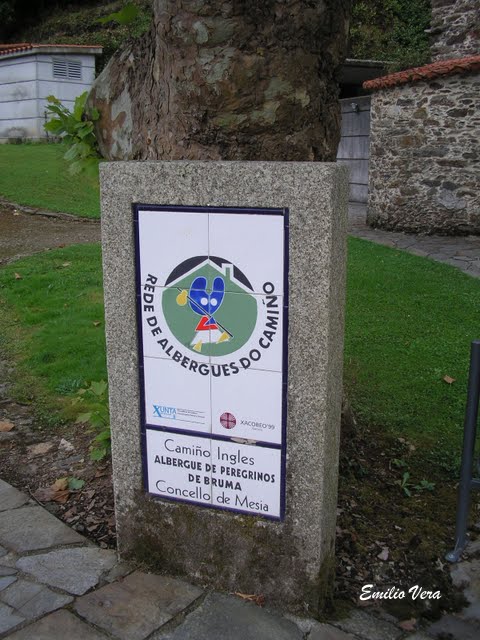 REDE DE ALBERGUES DO CAMIÑO
XUNTA
XACOBEO'99
Camiño Ingles
ALBERGUE DE PEREGRINOS
DE BRUMA
Concello de Mesia
Emilio Vera